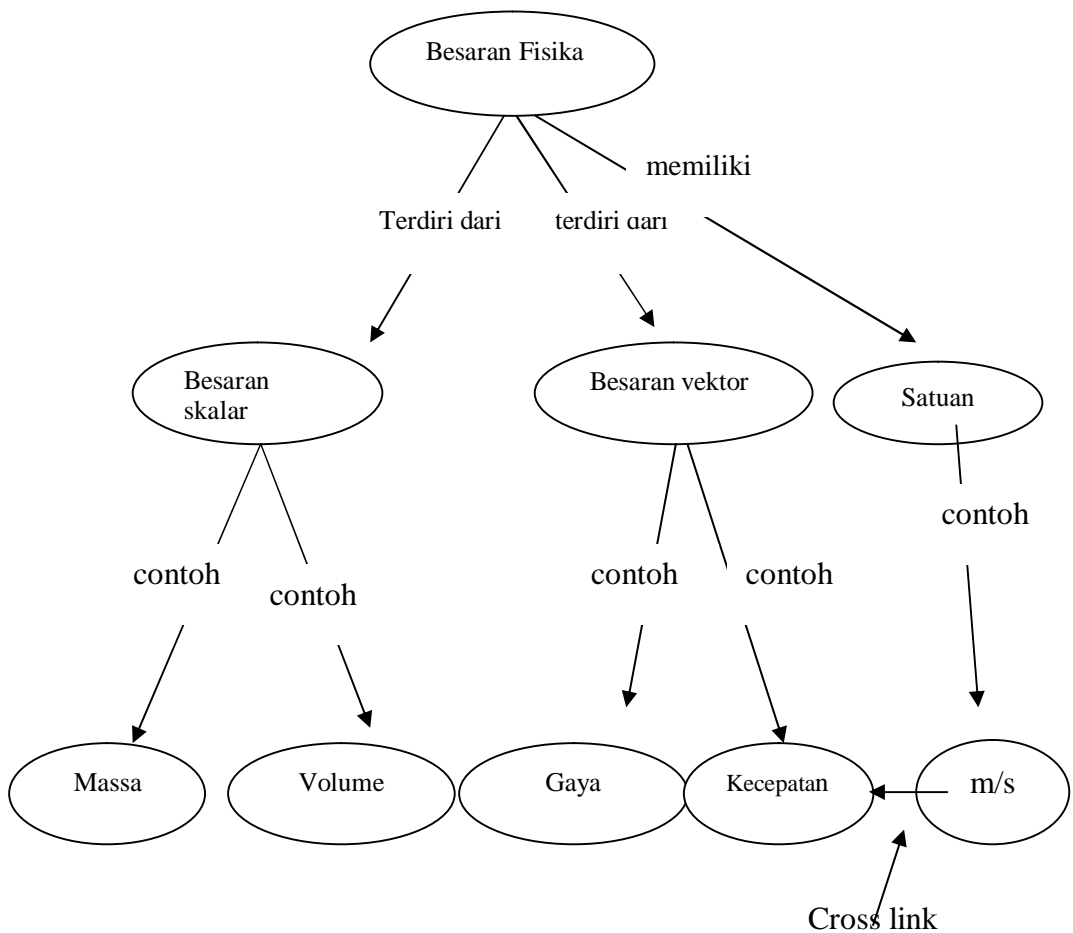 Besaran Fisika
memiliki
Terdiri dari
terdiri dari
Besaran
skalar
Besaran vektor
Satuan
contoh
contoh
contoh
contoh
contoh
Massa
Volume
Gaya
Kecepatan
m/s
Cross link